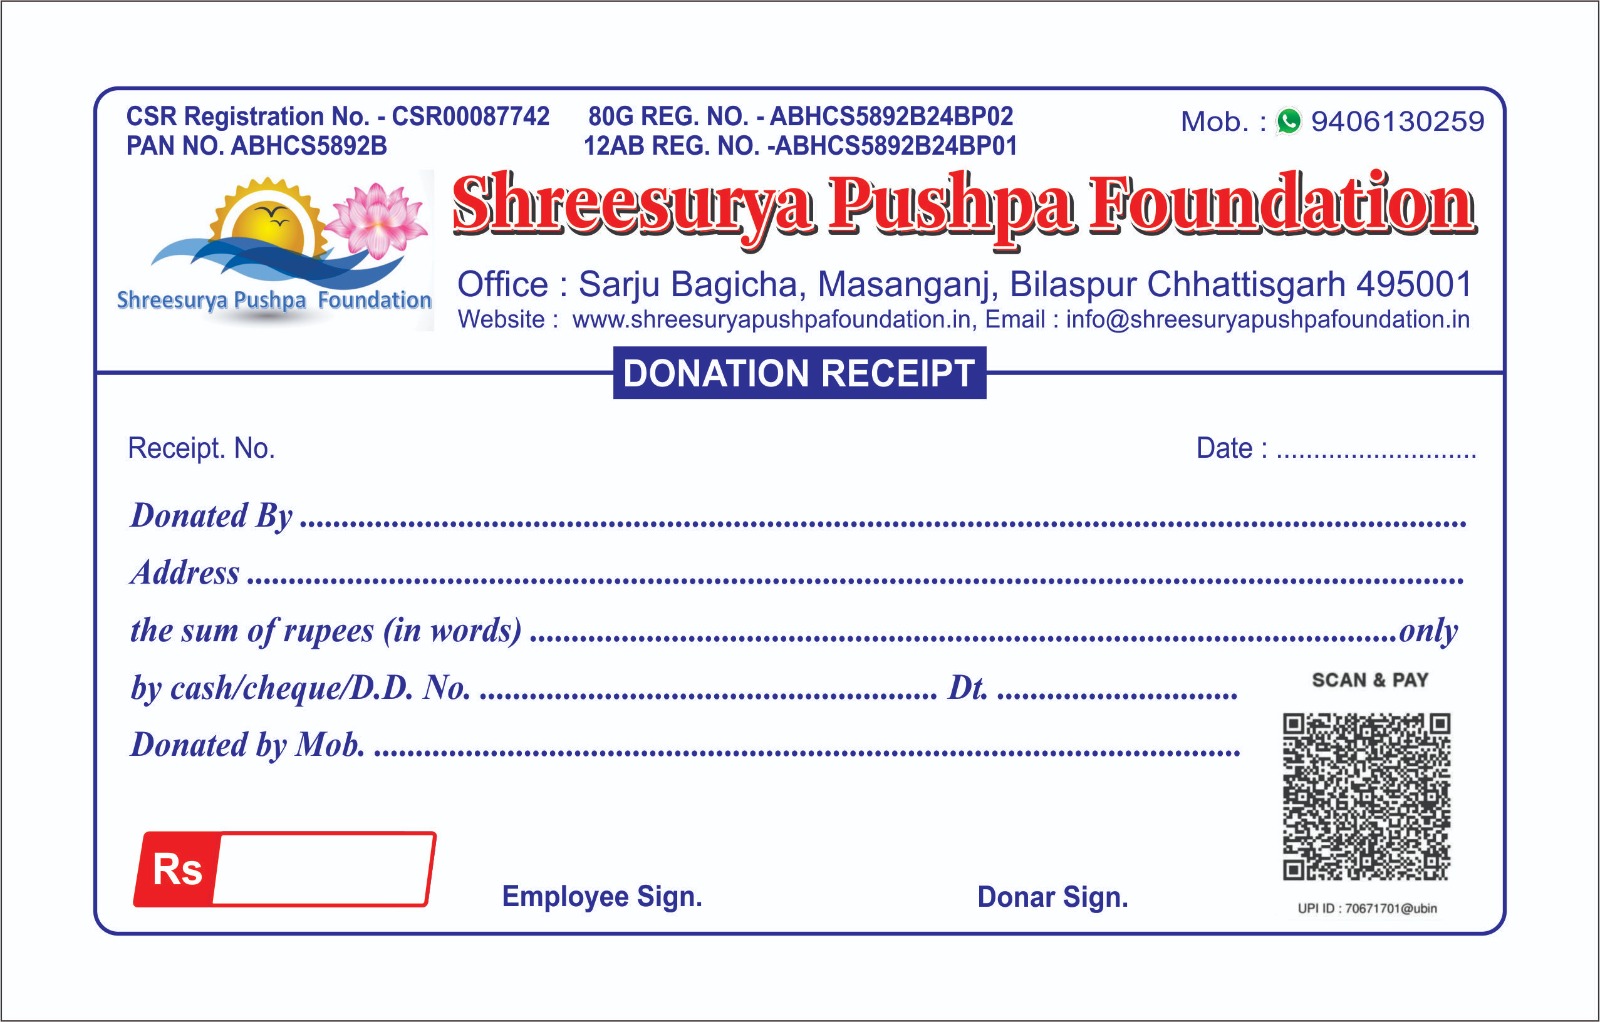 CSR Registration No. - CSR00087742 80G REG. NO. - ABHCS5892B24BP02 Mob. : 9406130259
PAN NO. ABHCS5892B 12AB REG. NO. -ABHCS5892B24BP01
Shreesurya Pushpa Foundation
Shreesurya Pushpa Foundation
Office : Sarju Bagicha, Masanganj, Bilaspur Chhattisgarh 495001
Website : www.shreesuryapushpafoundation.in, Email : info@shreesuryapushpafoundation.in
DONATION RECEIPT
Receipt. No. Date : ...........................
Donated By ...........................................................................
Address ...........................................................................
the sum of rupees (in words) ...........................................................only
by cash/cheque/D.D. No. ........................................ Dt. ............................
Donated by Mob. ...........................................................................
SCAN & PAY
Rs
Employee Sign. Donar Sign.
UPI ID : 70671701@ubin